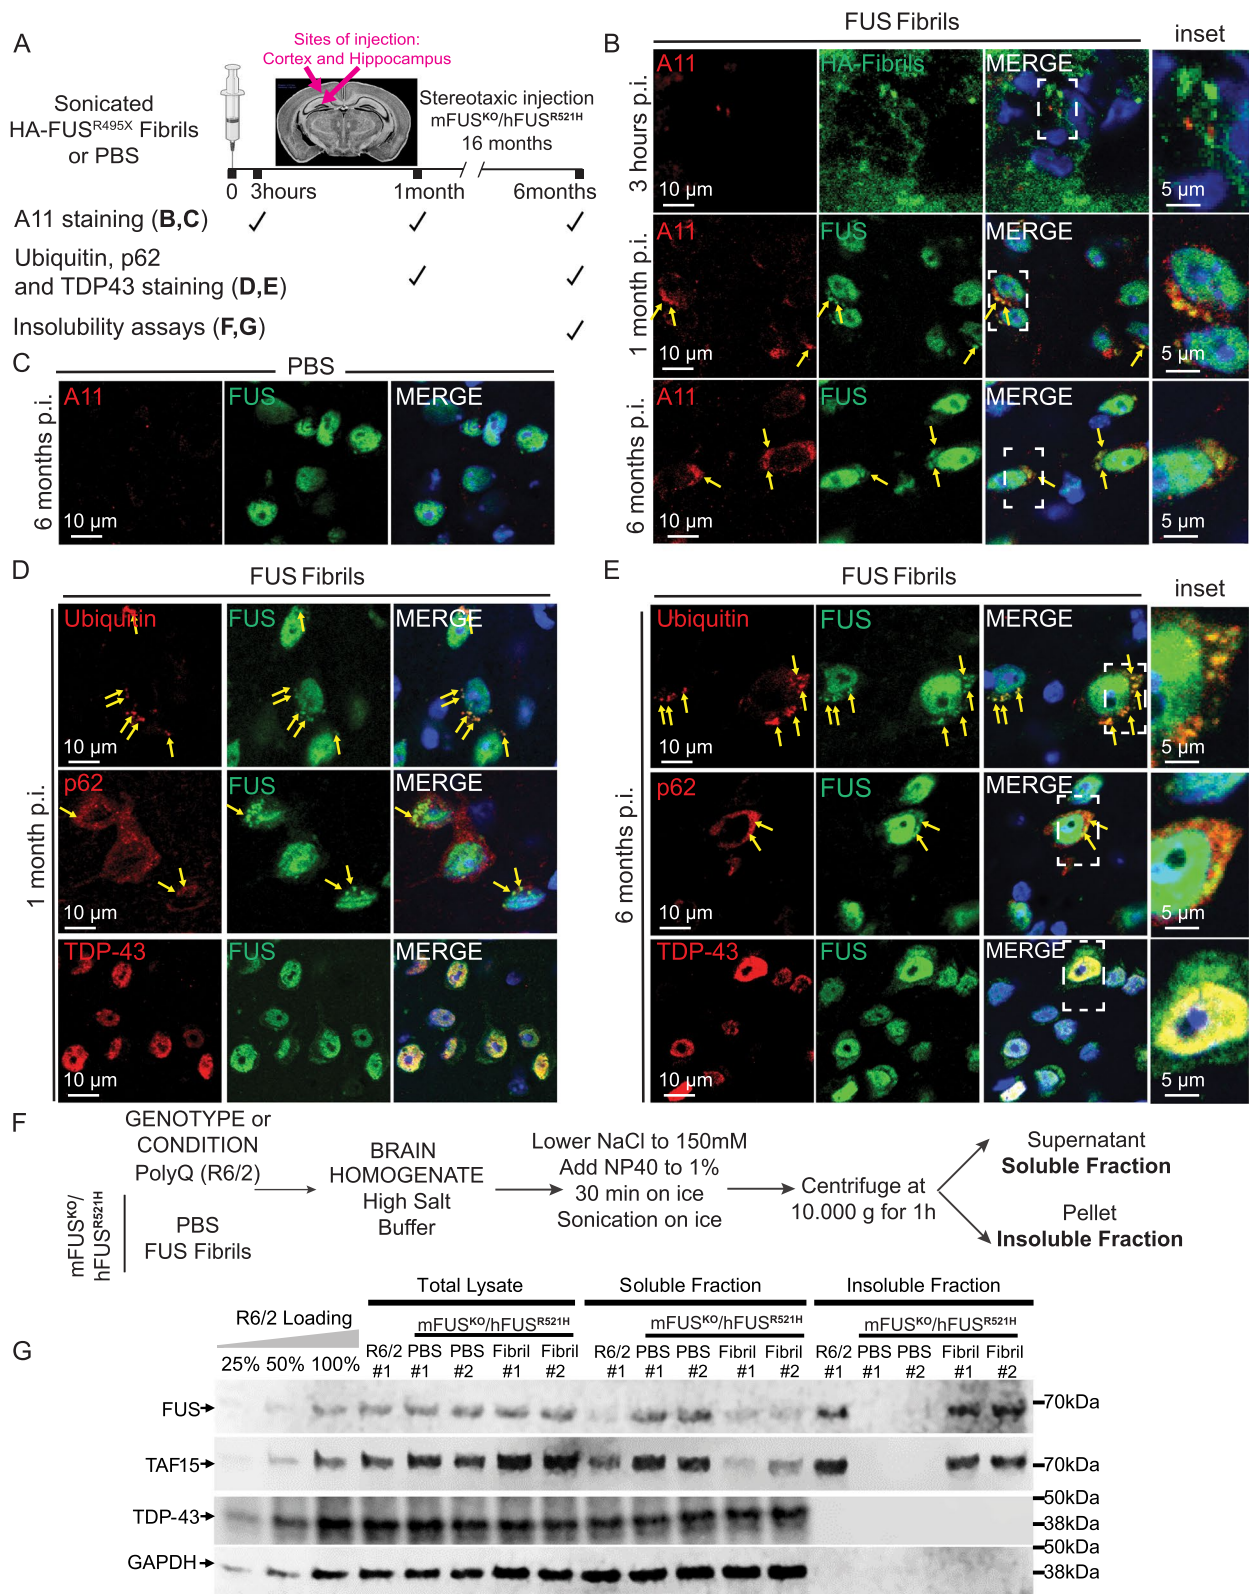 A
Sites of injection:
Cortex and Hippocampus
Sonicated
HA-FUSR495X Fibrils
or PBS
Stereotaxic injection
mFUSKO/hFUSR521H
16 months
0 3hours 1month 6months
A11 staining (B,C)
Ubiquitin, p62
and TDP43 staining (D,E)
Insolubility assays (F,G)
B
FUS Fibrils
inset
3 hours p.i.
A11 HA-Fibrils MERGE
10 µm 5 µm
1 month p.i.
A11 FUS MERGE
10 µm 5 µm
6 months p.i.
A11 FUS MERGE
10 µm 5 µm
C
PBS
6 months p.i.
A11 FUS MERGE
10 µm
D
FUS Fibrils
1 month p.i.
Ubiquitin FUS MERGE
10 µm
p62 FUS MERGE
10 µm
TDP-43 FUS MERGE
10 µm
E
FUS Fibrils
inset
6 months p.i.
Ubiquitin FUS MERGE
10 µm 5 µm
p62 FUS MERGE
10 µm 5 µm
TDP-43 FUS MERGE
10 µm 5 µm
F
GENOTYPE or
CONDITION
PolyQ (R6/2)
mFUSKO/
hFUSR521H
PBS
FUS Fibrils
BRAIN
HOMOGENATE
High Salt
Buffer
Lower NaCl to 150mM
Add NP40 to 1%
30 min on ice
Sonication on ice
Centrifuge at
10.000 g for 1h
Supernatant
Soluble Fraction
Pellet
Insoluble Fraction
G
Total Lysate Soluble Fraction Insoluble Fraction
R6/2 Loading
mFUSKO/hFUSR521H mFUSKO/hFUSR521H mFUSKO/hFUSR521H
25% 50% 100%
R6/2 PBS PBS Fibril Fibril R6/2 PBS PBS Fibril Fibril R6/2 PBS PBS Fibril Fibril
#1 #1 #2 #1 #2 #1 #1 #2 #1 #2 #1 #1 #2 #1 #2
FUS
70kDa
TAF15
70kDa
50kDa
TDP-43
38kDa
50kDa
GAPDH
38kDa